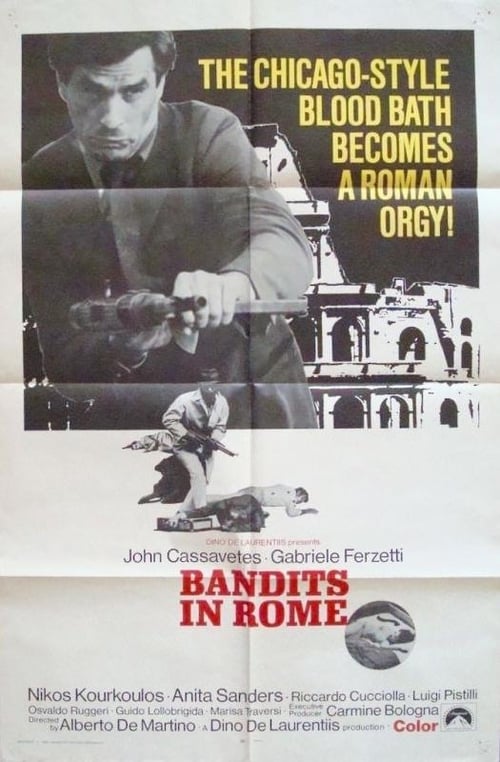 THE CHICAGO-STYLE
BLOOD BATH
BECOMES
A ROMAN
ORGY!
DINO DE LAURENTIIS presents
John Cassavetes · Gabriele Ferzetti
BANDITS
IN ROME
Nikos Kourkoulos · Anita Sanders · Riccardo Cucciolla · Luigi Pistilli
Osvaldo Ruggeri · Guido Lollobrigida · Marisa Traversi · Executive Producer Carmine Bologna
Directed by Alberto De Martino · A Dino De Laurentiis production · Color